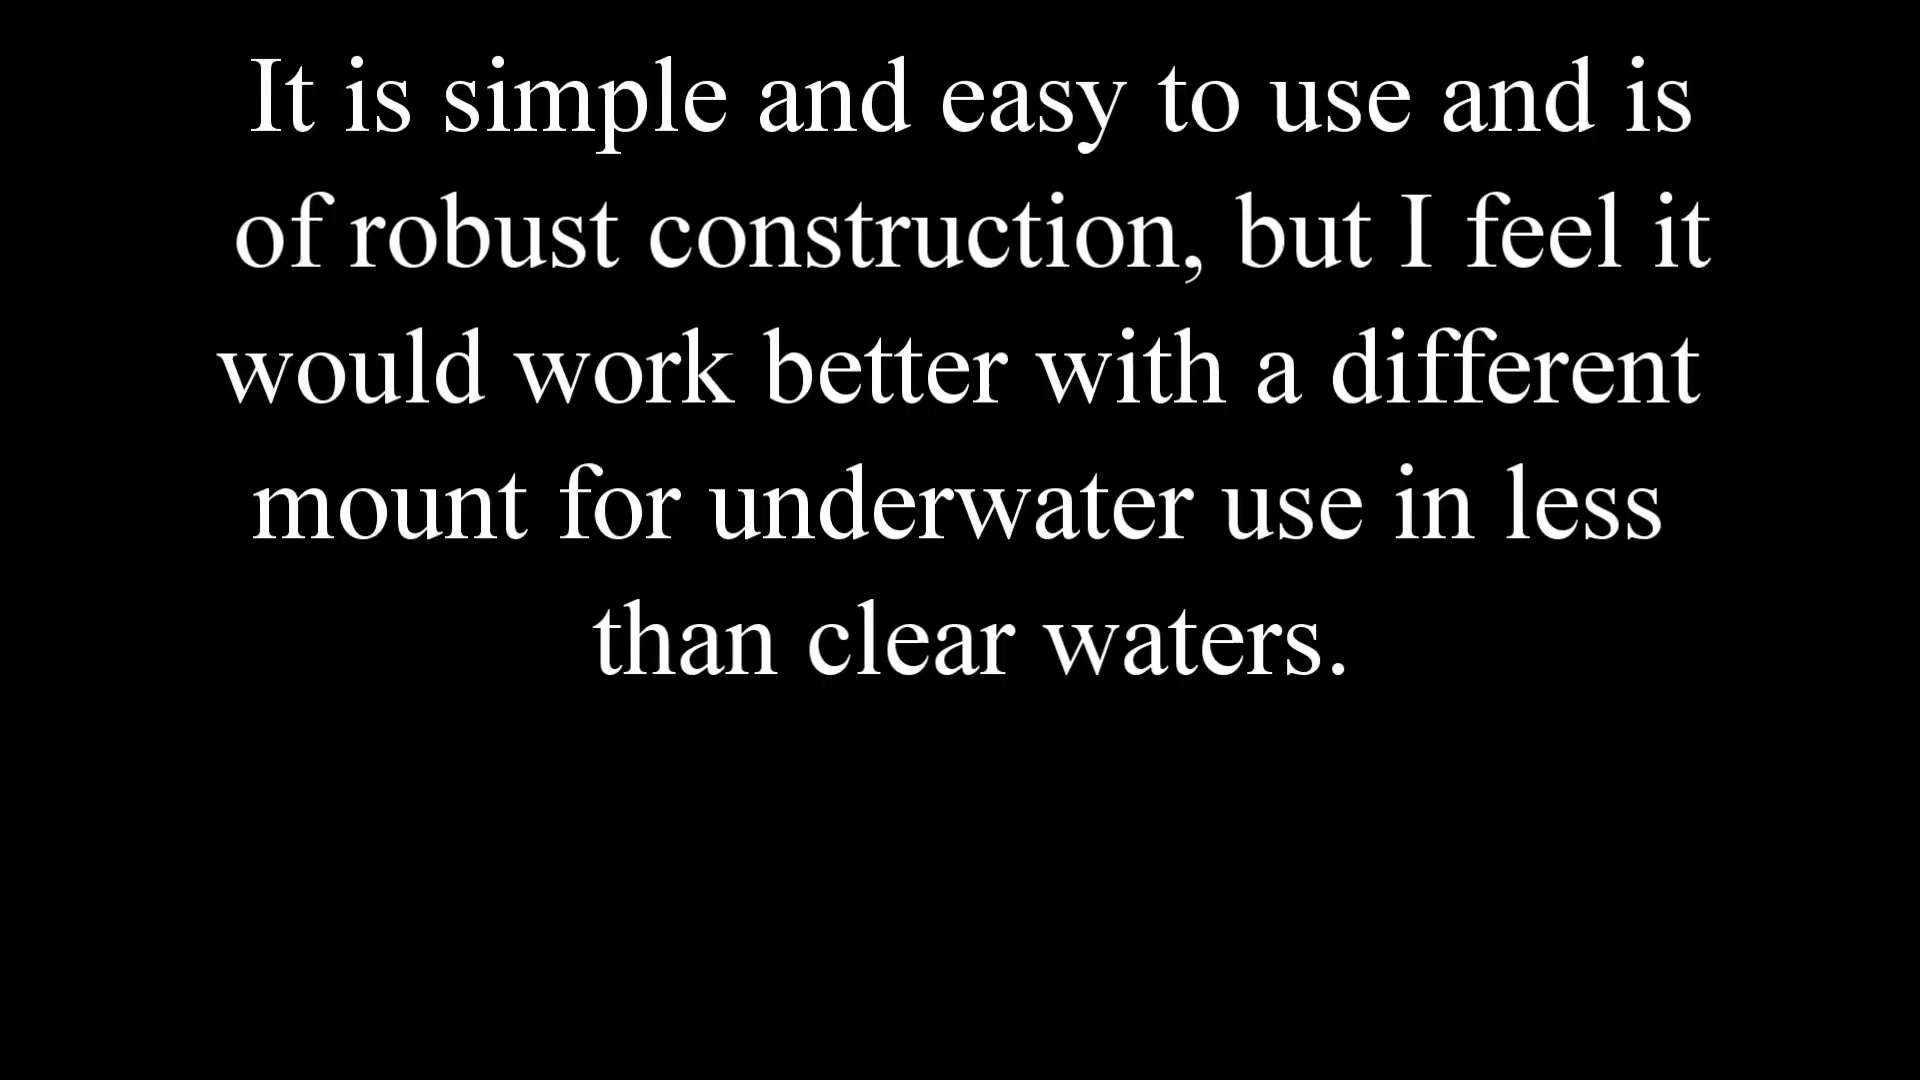 It is simple and easy to use and is
of robust construction, but I feel it
would work better with a different
mount for underwater use in less
than clear waters.